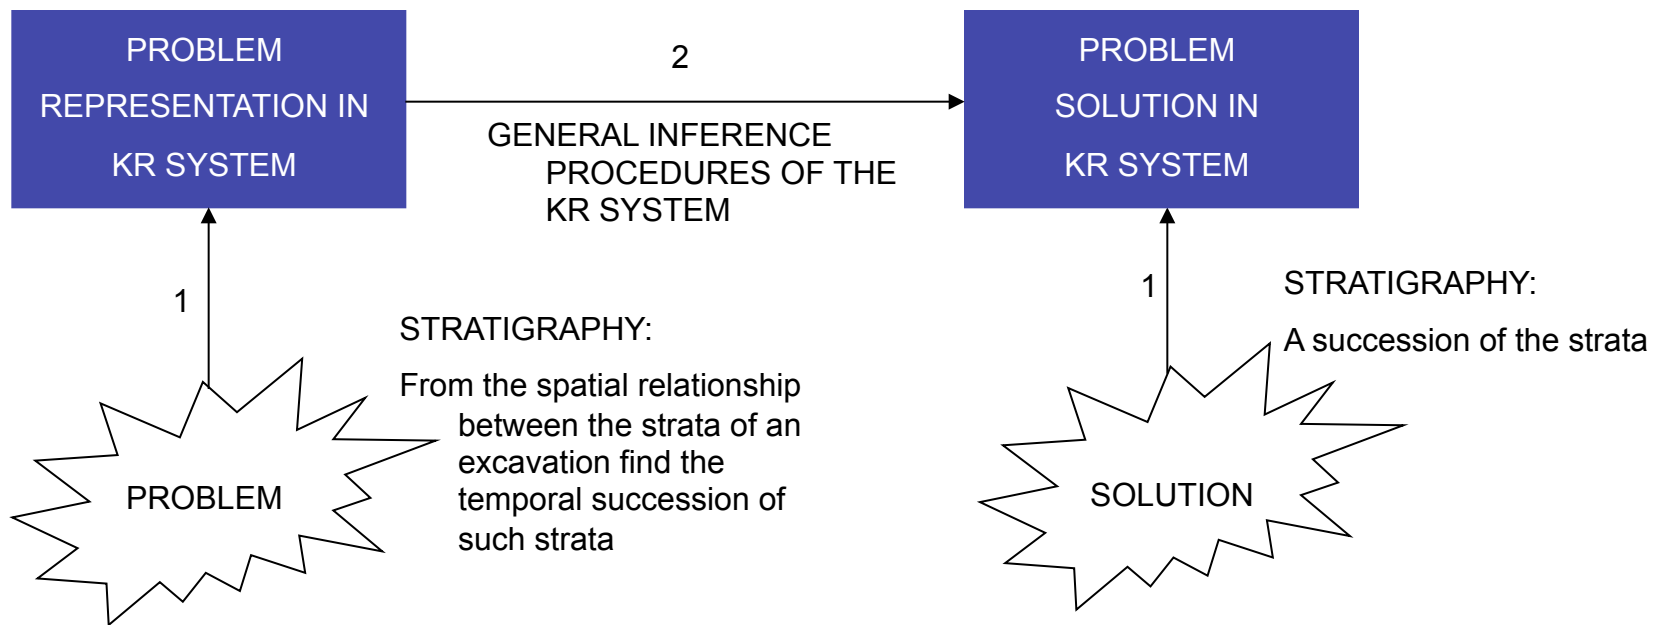 PROBLEM
REPRESENTATION IN
KR SYSTEM
2
GENERAL INFERENCE
PROCEDURES OF THE
KR SYSTEM
PROBLEM
SOLUTION IN
KR SYSTEM
1
STRATIGRAPHY:
From the spatial relationship
between the strata of an
excavation find the
temporal succession of
such strata
PROBLEM
1
STRATIGRAPHY:
A succession of the strata
SOLUTION